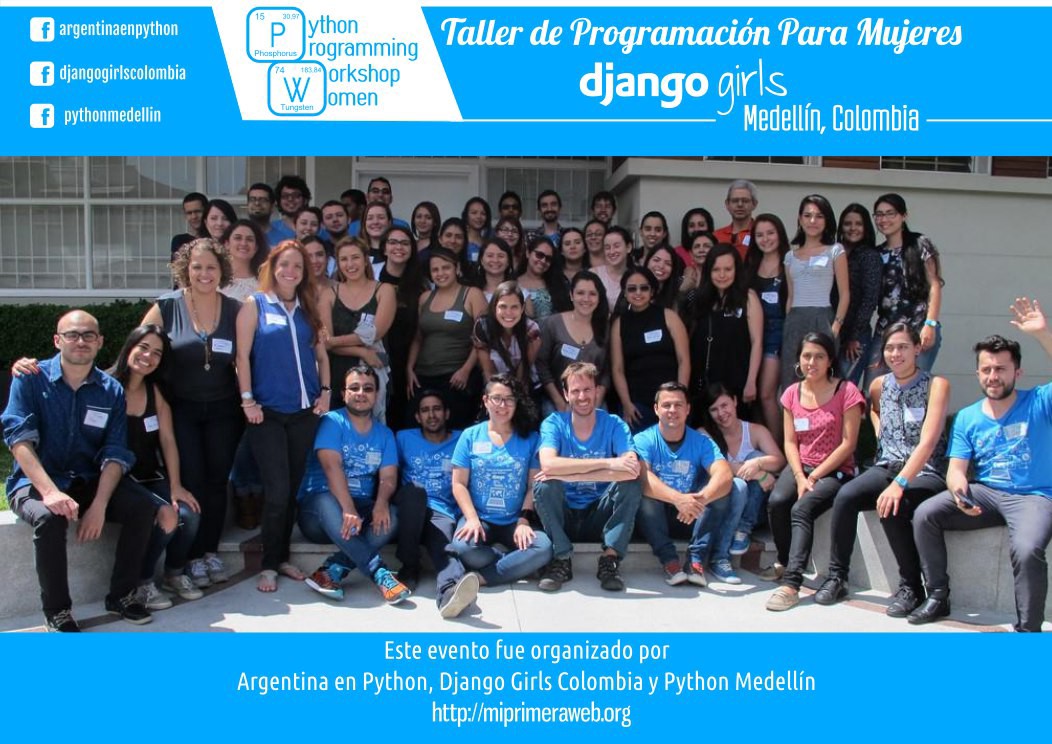 argentinaenpython
djangogirlscolombia
pythonmedellin
15 30,97
P
Phosphorus
ython
rogramming
74 183,84
W
Tungsten
orkshop
omen
Taller de Programación Para Mujeres
django girls
Medellín, Colombia
Este evento fue organizado por
Argentina en Python, Django Girls Colombia y Python Medellín
http://miprimeraweb.org